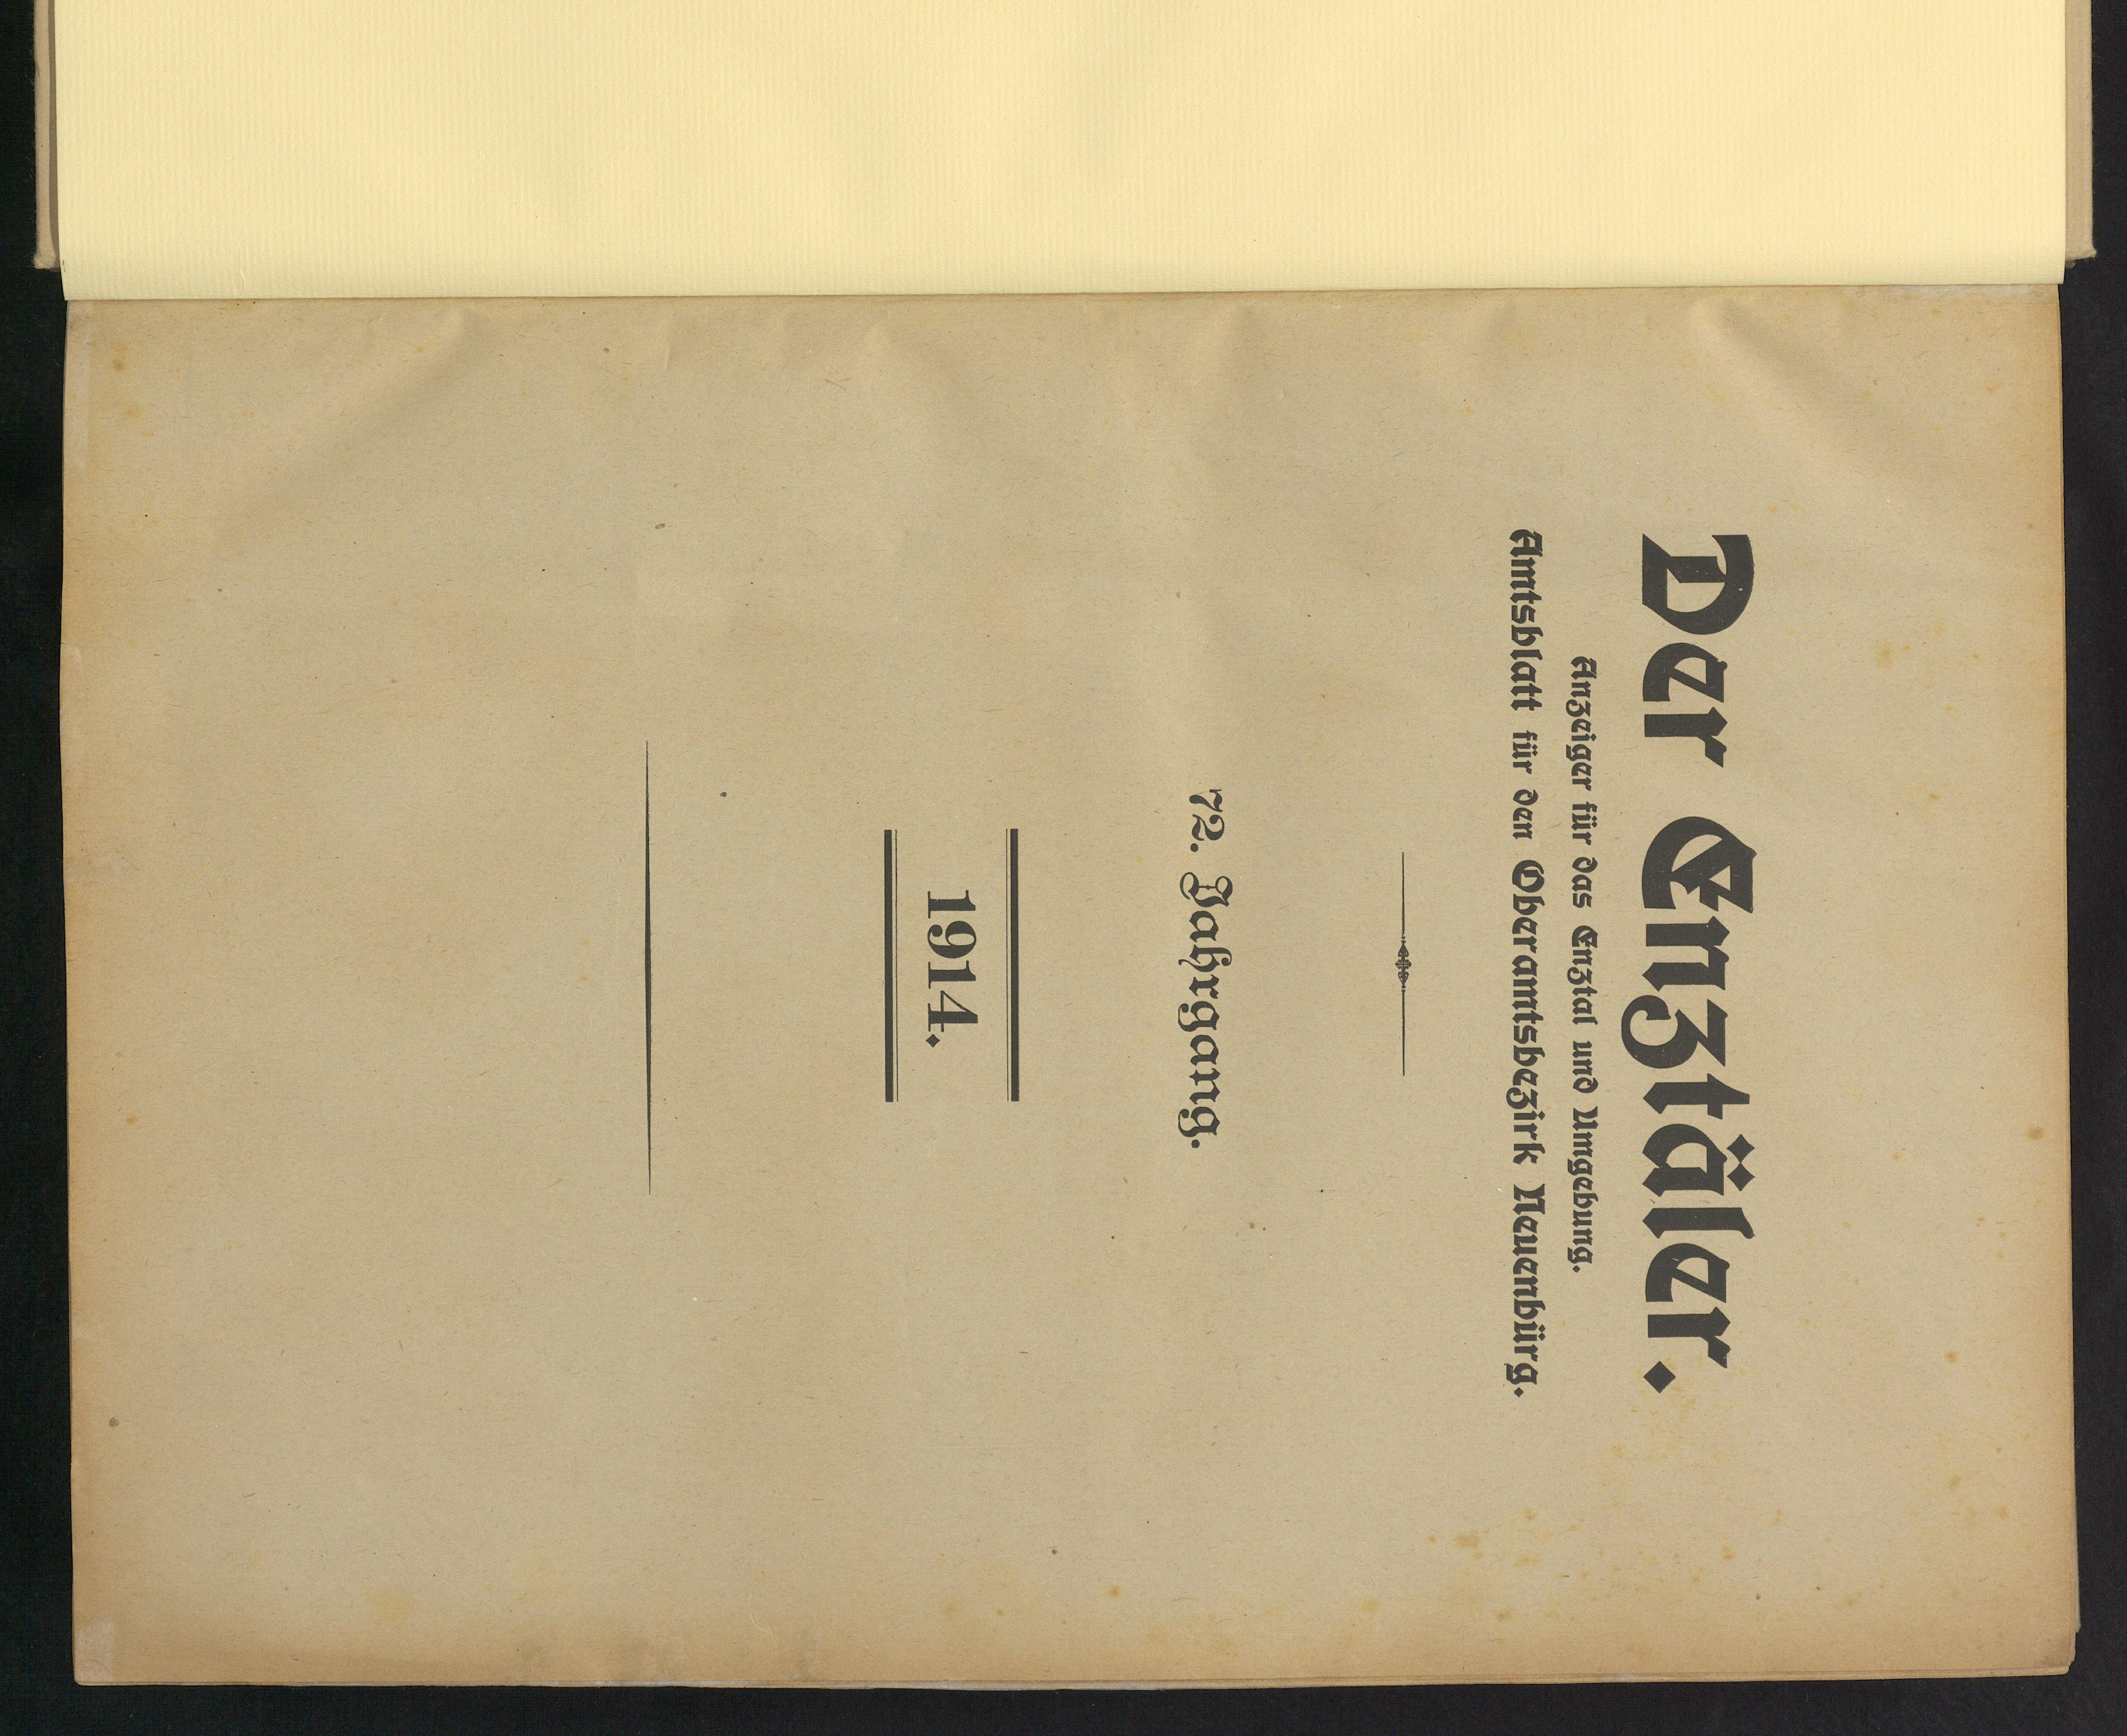 Der Enztäler.
Anzeiger für das Enztal und Umgebung.
Amtsblatt für den Oberamtsbezirk Neuenbürg.
72. Jahrgang.
1914.